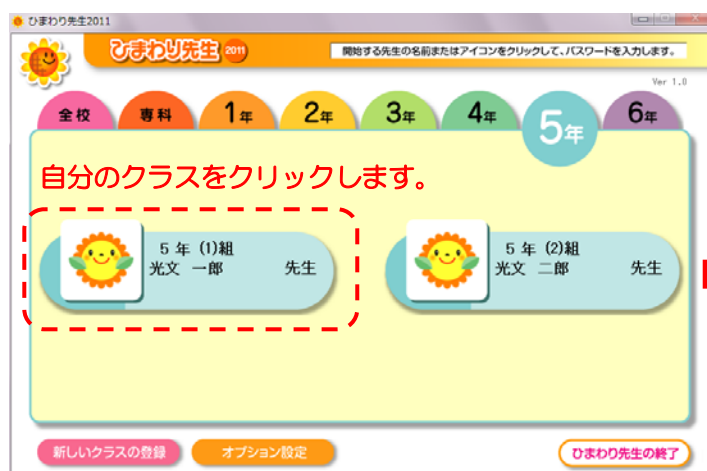 ひまわり先生2011
ひまわり先生 2011
開始する先生の名前またはアイコンをクリックして、パスワードを入力します。
Ver 1.0
全校 専科 1年 2年 3年 4年 5年 6年
自分のクラスをクリックします。
5 年 (1)組
光文 一郎 先生
5 年 (2)組
光文 二郎 先生
新しいクラスの登録 オプション設定 ひまわり先生の終了